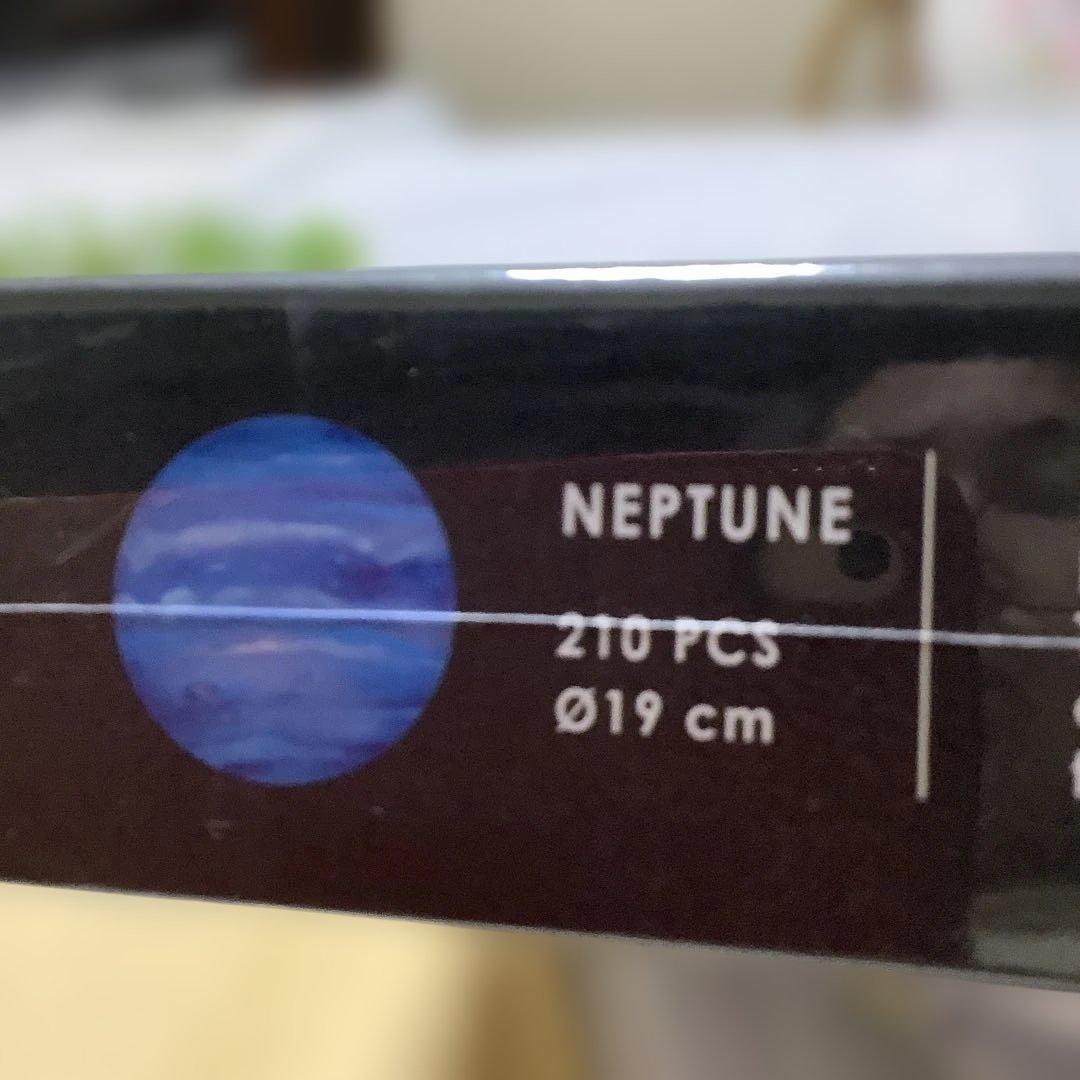 NEPTUNE
210 PCS
Ø19 cm